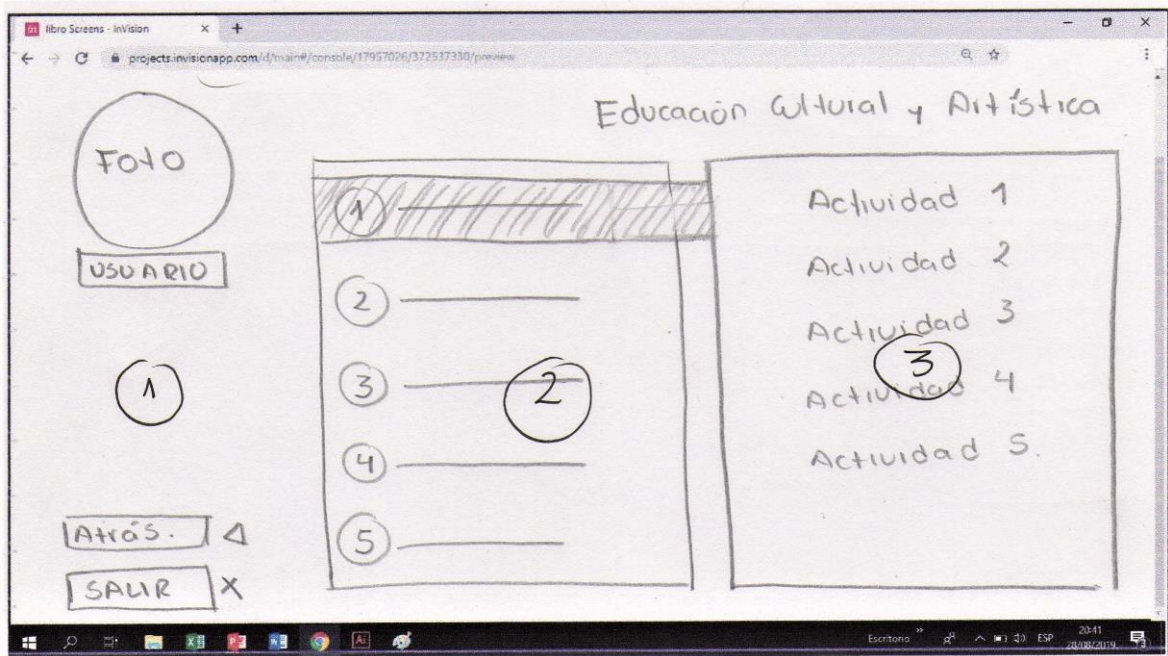 libro Screens - InVision
projects.invisionapp.com/d/main#/console/17957026/372537330/preview
Educación Cultural y Artística
FOTO
USUARIO
1
Atrás.
SALIR X
1
2
3
4
5
2
Actividad 1
Actividad 2
Actividad 3
Actividad 4
Actividad 5.
3
Escritorio
ESP
20:41
28/08/2019